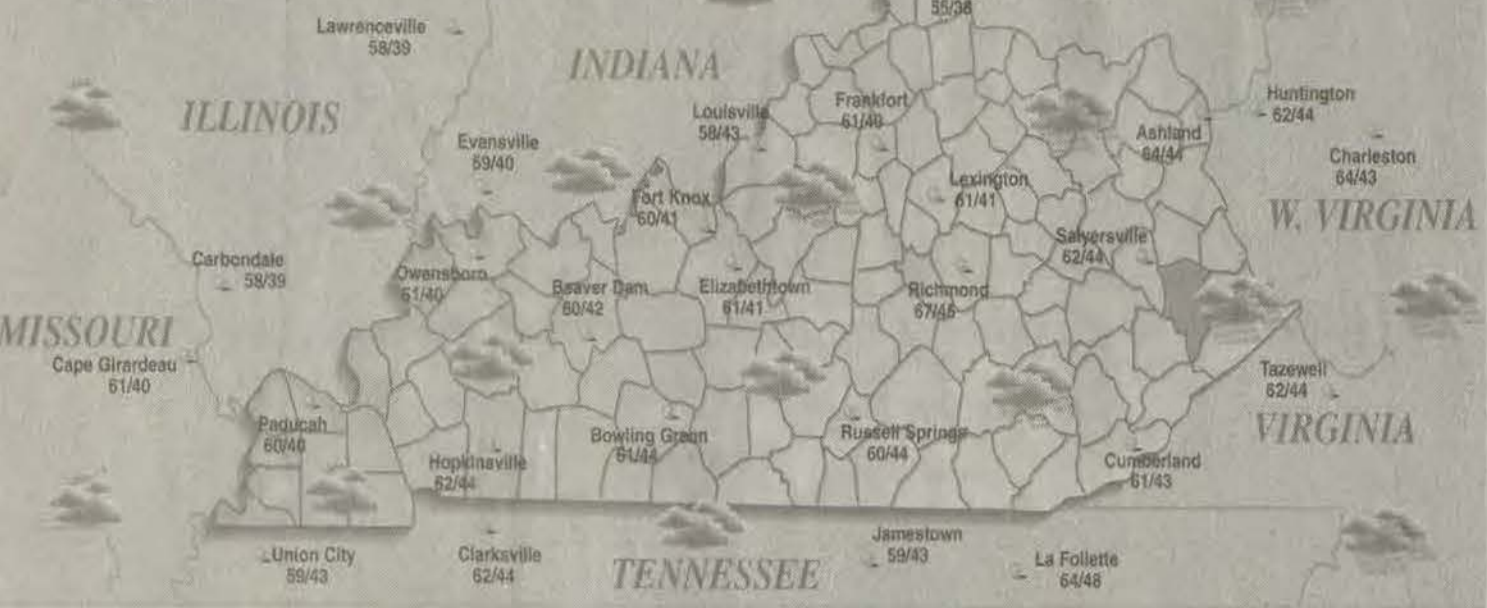 55/38
Lawrenceville
58/39
INDIANA
ILLINOIS
Louisville
58/43
Frankfort
61/40
Huntington
62/44
Evansville
59/40
Ashland
64/44
Charleston
64/43
Fort Knox
60/41
Lexington
61/41
W. VIRGINIA
Carbondale
58/39
Salyersville
62/44
Owensboro
61/40
Beaver Dam
60/42
Elizabethtown
61/41
Richmond
67/45
MISSOURI
Cape Girardeau
61/40
Tazewell
62/44
Paducah
60/40
Bowling Green
61/44
Russell Springs
60/44
VIRGINIA
Hopkinsville
62/44
Cumberland
61/43
Union City
59/43
Clarksville
62/44
TENNESSEE
Jamestown
59/43
La Follette
64/48